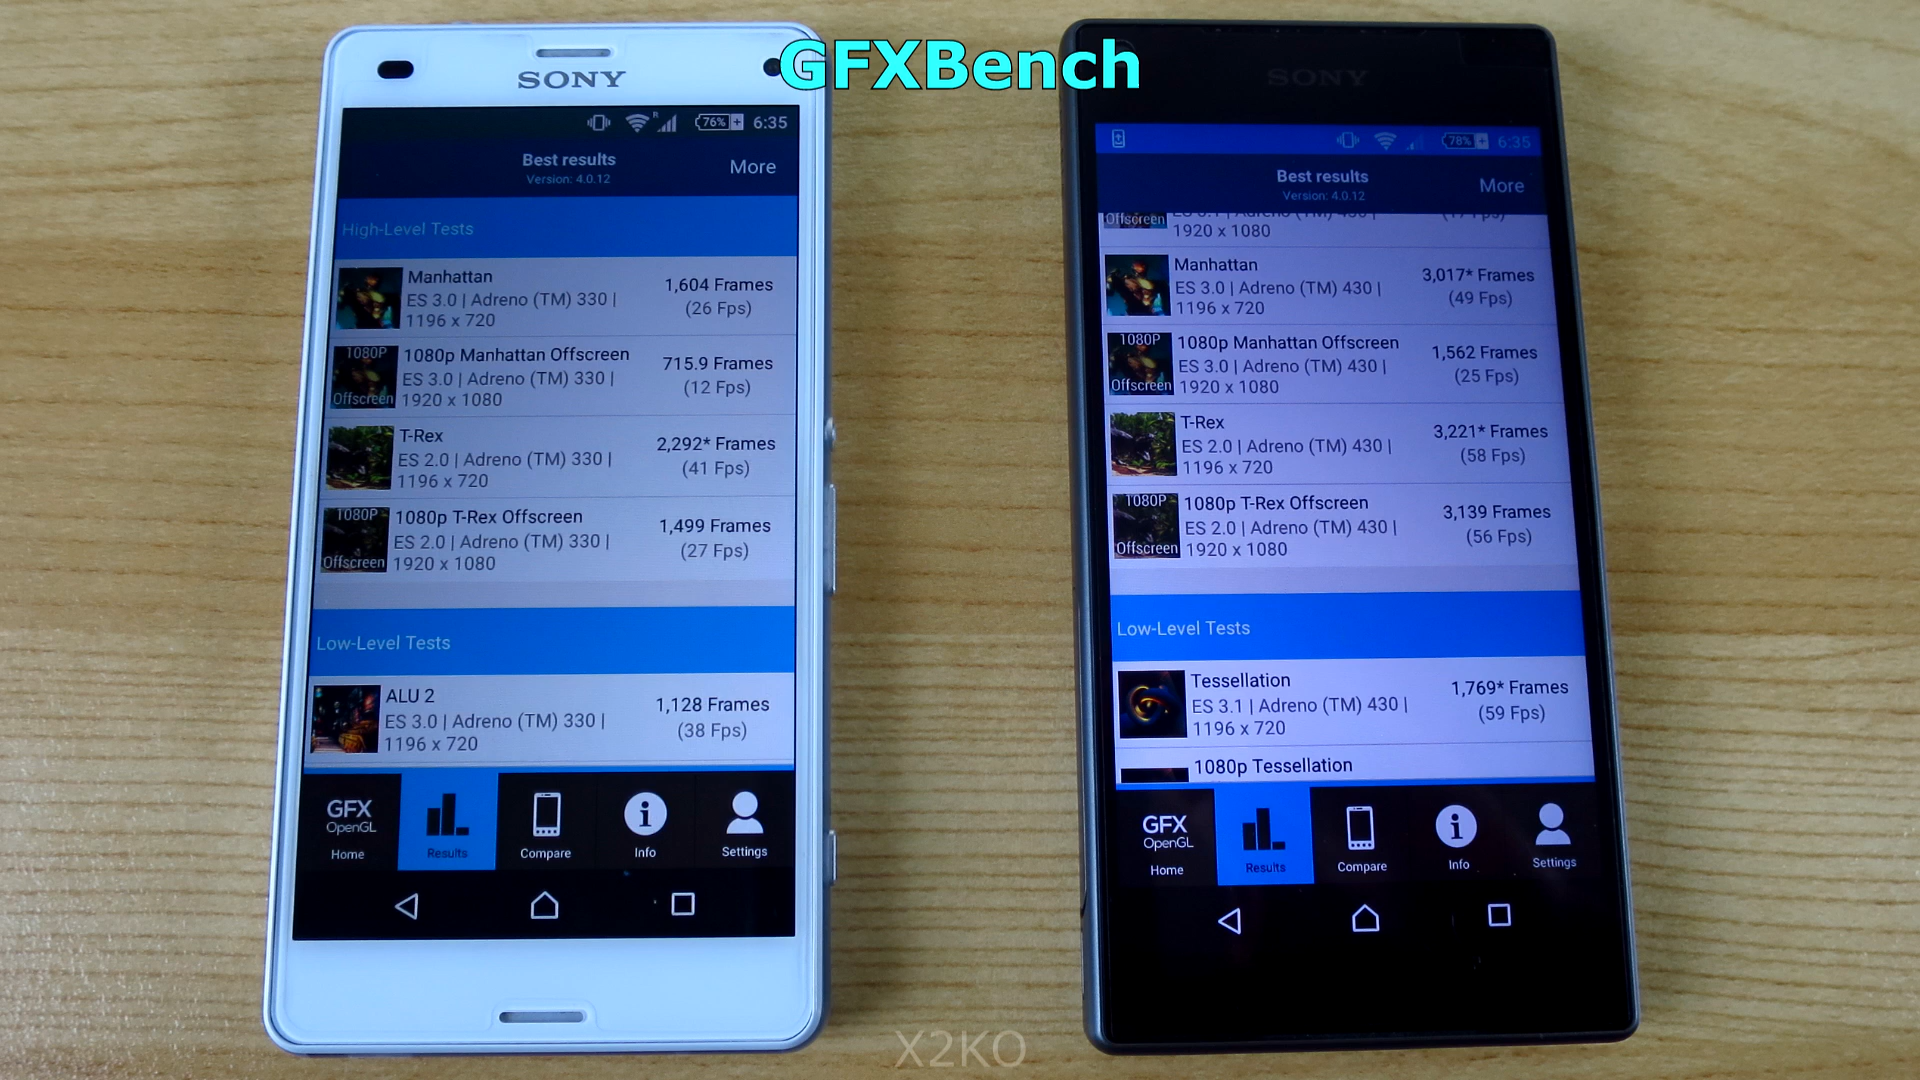 GFXBench
SONY
76%
6:35
Best results
Version: 4.0.12
More
High-Level Tests
Manhattan
ES 3.0 | Adreno (TM) 330 |
1196 x 720
1,604 Frames
(26 Fps)
1080P
Offscreen
1080p Manhattan Offscreen
ES 3.0 | Adreno (TM) 330 |
1920 x 1080
715.9 Frames
(12 Fps)
T-Rex
ES 2.0 | Adreno (TM) 330 |
1196 x 720
2,292* Frames
(41 Fps)
1080P
Offscreen
1080p T-Rex Offscreen
ES 2.0 | Adreno (TM) 330 |
1920 x 1080
1,499 Frames
(27 Fps)
Low-Level Tests
ALU 2
ES 3.0 | Adreno (TM) 330 |
1196 x 720
1,128 Frames
(38 Fps)
GFX
OpenGL
Home
Results
Compare
Info
Settings
SONY
78%
6:35
Best results
Version: 4.0.12
More
Offscreen
ES 3.1 | Adreno (TM) 430 |
1920 x 1080
(17 Fps)
Manhattan
ES 3.0 | Adreno (TM) 430 |
1196 x 720
3,017* Frames
(49 Fps)
1080P
Offscreen
1080p Manhattan Offscreen
ES 3.0 | Adreno (TM) 430 |
1920 x 1080
1,562 Frames
(25 Fps)
T-Rex
ES 2.0 | Adreno (TM) 430 |
1196 x 720
3,221* Frames
(58 Fps)
1080P
Offscreen
1080p T-Rex Offscreen
ES 2.0 | Adreno (TM) 430 |
1920 x 1080
3,139 Frames
(56 Fps)
Low-Level Tests
Tessellation
ES 3.1 | Adreno (TM) 430 |
1196 x 720
1,769* Frames
(59 Fps)
1080p Tessellation
GFX
OpenGL
Home
Results
Compare
Info
Settings
X2KO